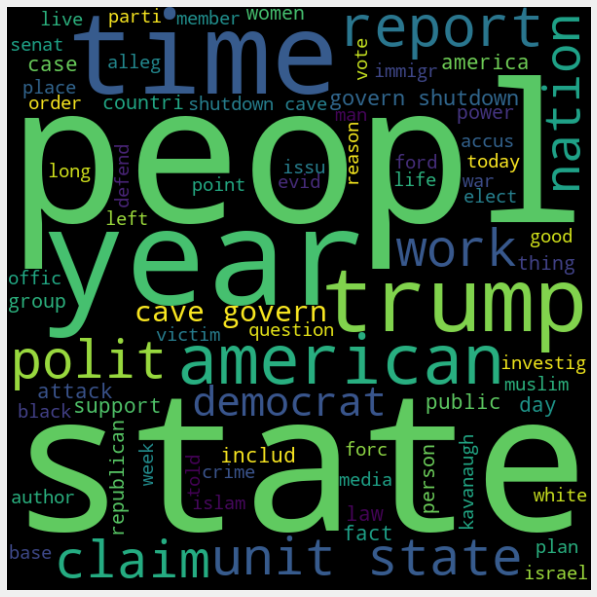 live parti member women
time report
senat
case alleg vote immigr america
place
order countri shutdown cave govern shutdown power
nation
peopl
long defend issu evid reason man ford life accus war today elect
point
left
year work good thing
offic
group
cave govern trump
victim question
polit american investig
attack muslim
black support democrat public day
state
republican week includ told crime islam forc media person kavanaugh
author law fact white
base claim unit state plan
israel